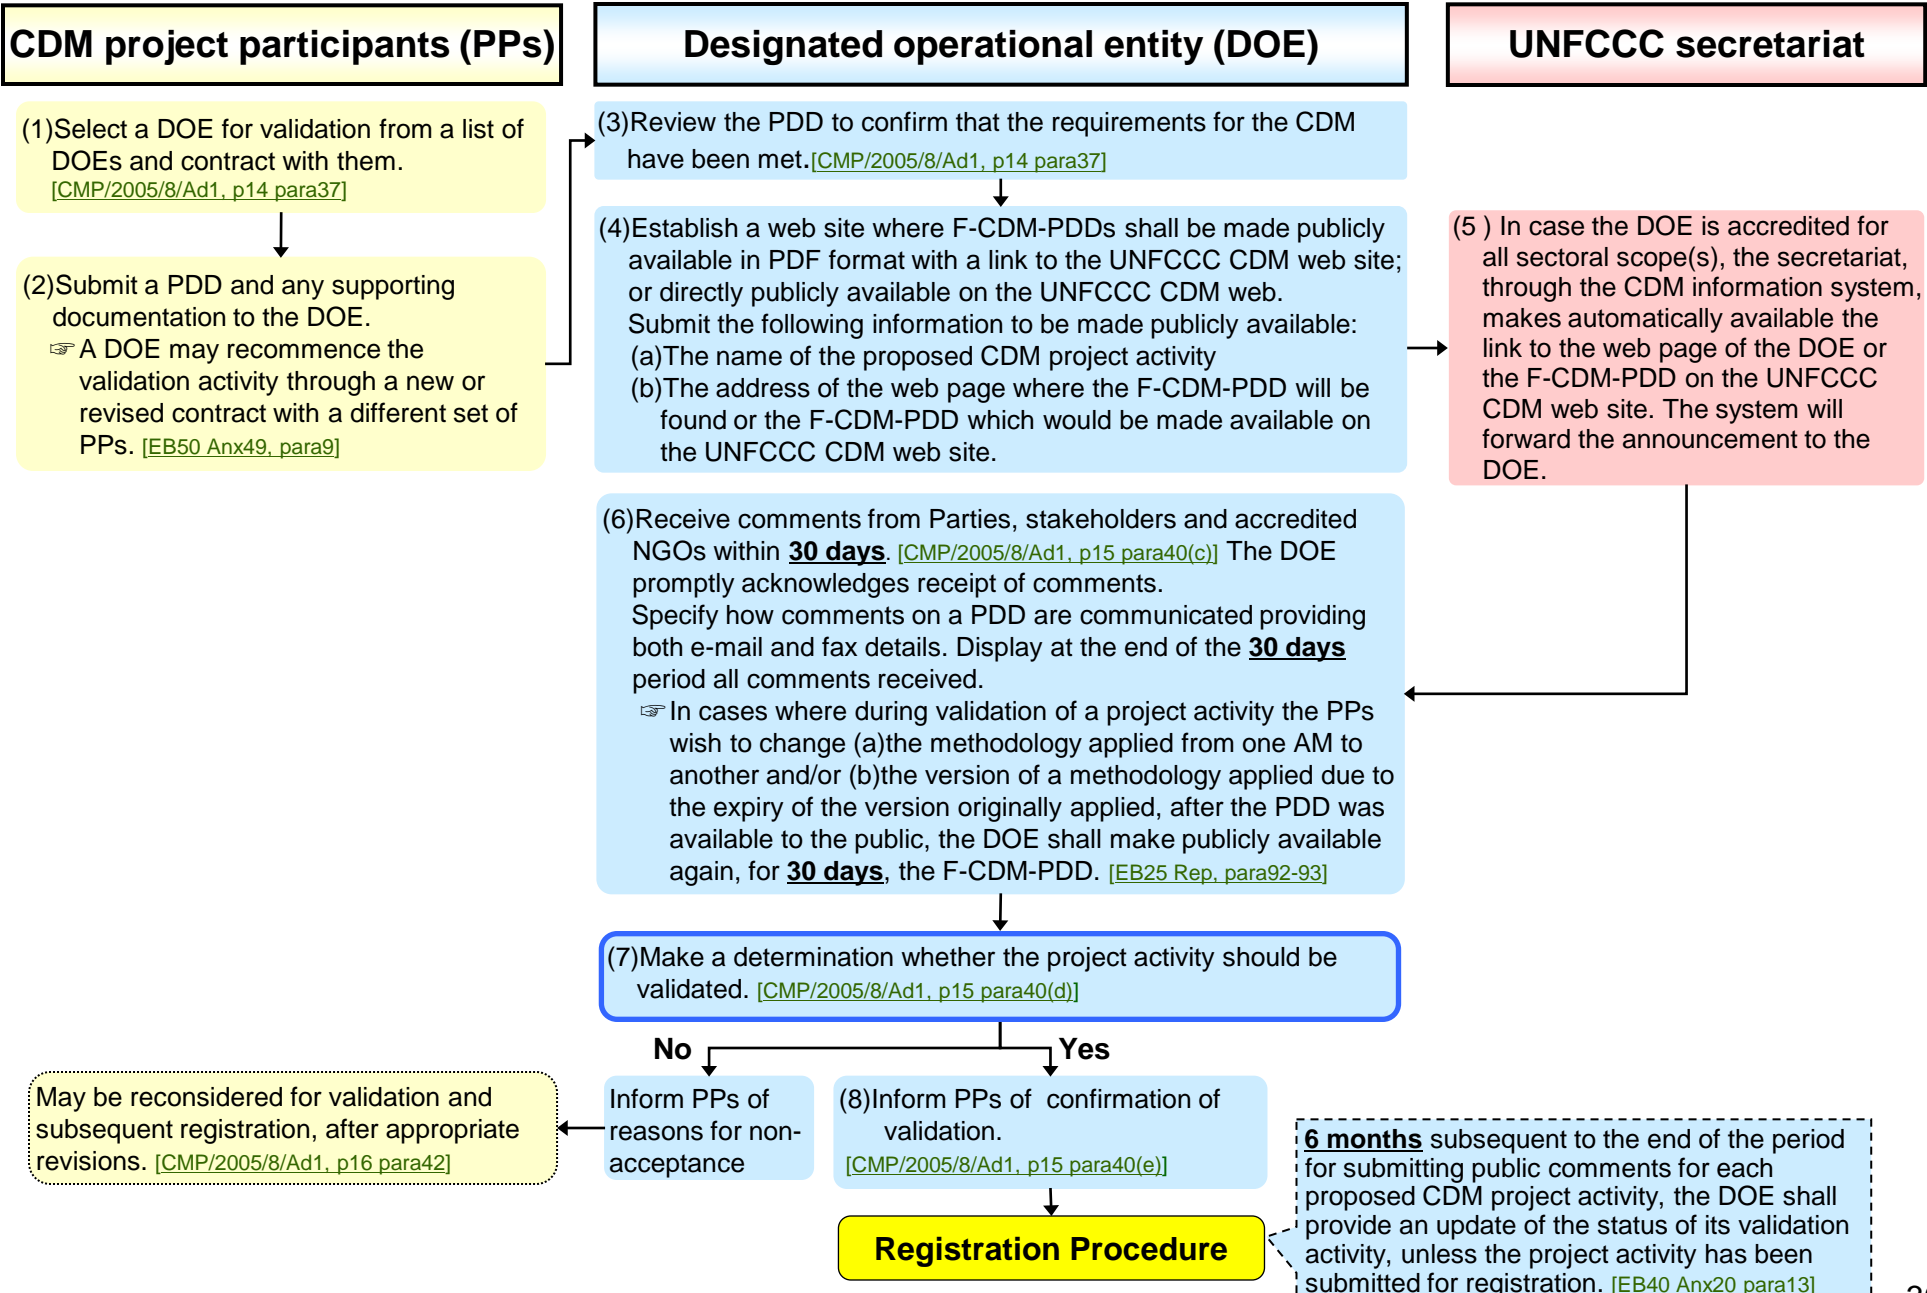 CDM project participants (PPs)
Designated operational entity (DOE)
UNFCCC secretariat
(1)Select a DOE for validation from a list of
DOEs and contract with them.
[CMP/2005/8/Ad1, p14 para37]
(2)Submit a PDD and any supporting
documentation to the DOE.
☞A DOE may recommence the
validation activity through a new or
revised contract with a different set of
PPs. [EB50 Anx49, para9]
(3)Review the PDD to confirm that the requirements for the CDM
have been met.[CMP/2005/8/Ad1, p14 para37]
(4)Establish a web site where F-CDM-PDDs shall be made publicly
available in PDF format with a link to the UNFCCC CDM web site;
or directly publicly available on the UNFCCC CDM web.
Submit the following information to be made publicly available:
(a)The name of the proposed CDM project activity
(b)The address of the web page where the F-CDM-PDD will be
found or the F-CDM-PDD which would be made available on
the UNFCCC CDM web site.
(5 ) In case the DOE is accredited for
all sectoral scope(s), the secretariat,
through the CDM information system,
makes automatically available the
link to the web page of the DOE or
the F-CDM-PDD on the UNFCCC
CDM web site. The system will
forward the announcement to the
DOE.
(6)Receive comments from Parties, stakeholders and accredited
NGOs within 30 days. [CMP/2005/8/Ad1, p15 para40(c)] The DOE
promptly acknowledges receipt of comments.
Specify how comments on a PDD are communicated providing
both e-mail and fax details. Display at the end of the 30 days
period all comments received.
☞In cases where during validation of a project activity the PPs
wish to change (a)the methodology applied from one AM to
another and/or (b)the version of a methodology applied due to
the expiry of the version originally applied, after the PDD was
available to the public, the DOE shall make publicly available
again, for 30 days, the F-CDM-PDD. [EB25 Rep, para92-93]
(7)Make a determination whether the project activity should be
validated. [CMP/2005/8/Ad1, p15 para40(d)]
No
Yes
May be reconsidered for validation and
subsequent registration, after appropriate
revisions. [CMP/2005/8/Ad1, p16 para42]
Inform PPs of
reasons for non-
acceptance
(8)Inform PPs of  confirmation of
validation.
[CMP/2005/8/Ad1, p15 para40(e)]
Registration Procedure
6 months subsequent to the end of the period
for submitting public comments for each
proposed CDM project activity, the DOE shall
provide an update of the status of its validation
activity, unless the project activity has been
submitted for registration. [EB40 Anx20 para13]